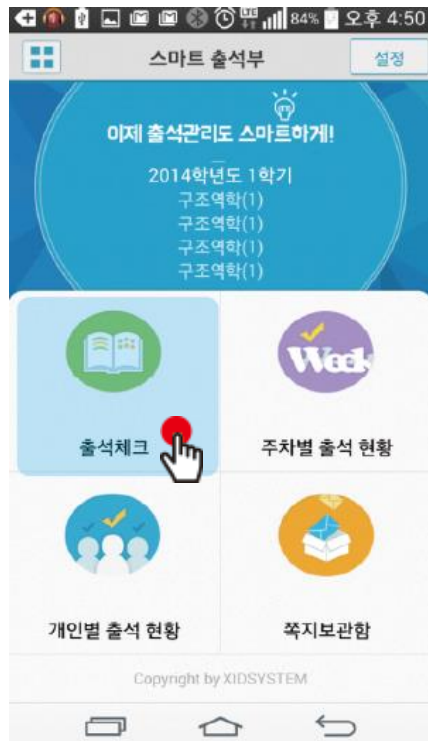 84% 오후 4:50
스마트 출석부
설정
이제 출석관리도 스마트하게!
2014학년도 1학기
구조역학(1)
구조역학(1)
구조역학(1)
구조역학(1)
Week
출석체크
주차별 출석 현황
개인별 출석 현황
쪽지보관함
Copyright by XIDSYSTEM